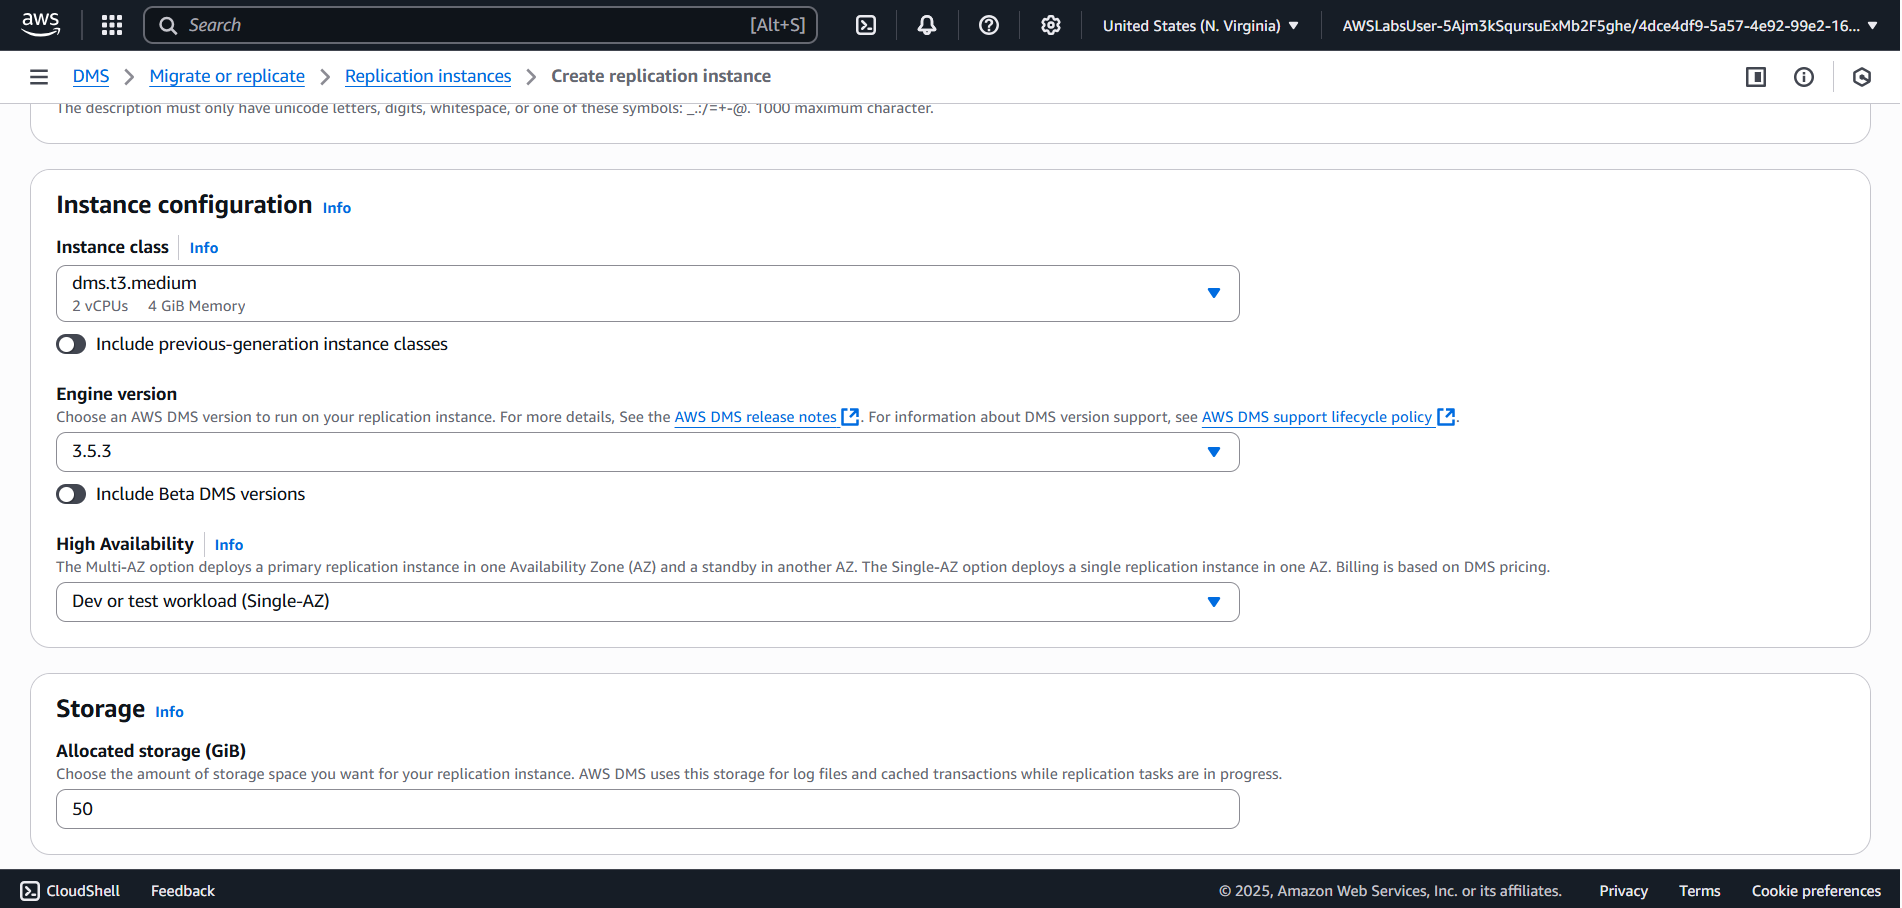 aws
Search [Alt+S]
United States (N. Virginia)
AWSLabsUser-5Ajm3kSqursuExMb2F5ghe/4dce4df9-5a57-4e92-99e2-16...
DMS > Migrate or replicate > Replication instances > Create replication instance
The description must only have unicode letters, digits, whitespace, or one of these symbols: _.:/=+-@. 1000 maximum character.
Instance configuration Info
Instance class Info
dms.t3.medium
2 vCPUs 4 GiB Memory
Include previous-generation instance classes
Engine version
Choose an AWS DMS version to run on your replication instance. For more details, See the AWS DMS release notes. For information about DMS version support, see AWS DMS support lifecycle policy.
3.5.3
Include Beta DMS versions
High Availability Info
The Multi-AZ option deploys a primary replication instance in one Availability Zone (AZ) and a standby in another AZ. The Single-AZ option deploys a single replication instance in one AZ. Billing is based on DMS pricing.
Dev or test workload (Single-AZ)
Storage Info
Allocated storage (GiB)
Choose the amount of storage space you want for your replication instance. AWS DMS uses this storage for log files and cached transactions while replication tasks are in progress.
50
CloudShell Feedback © 2025, Amazon Web Services, Inc. or its affiliates. Privacy Terms Cookie preferences